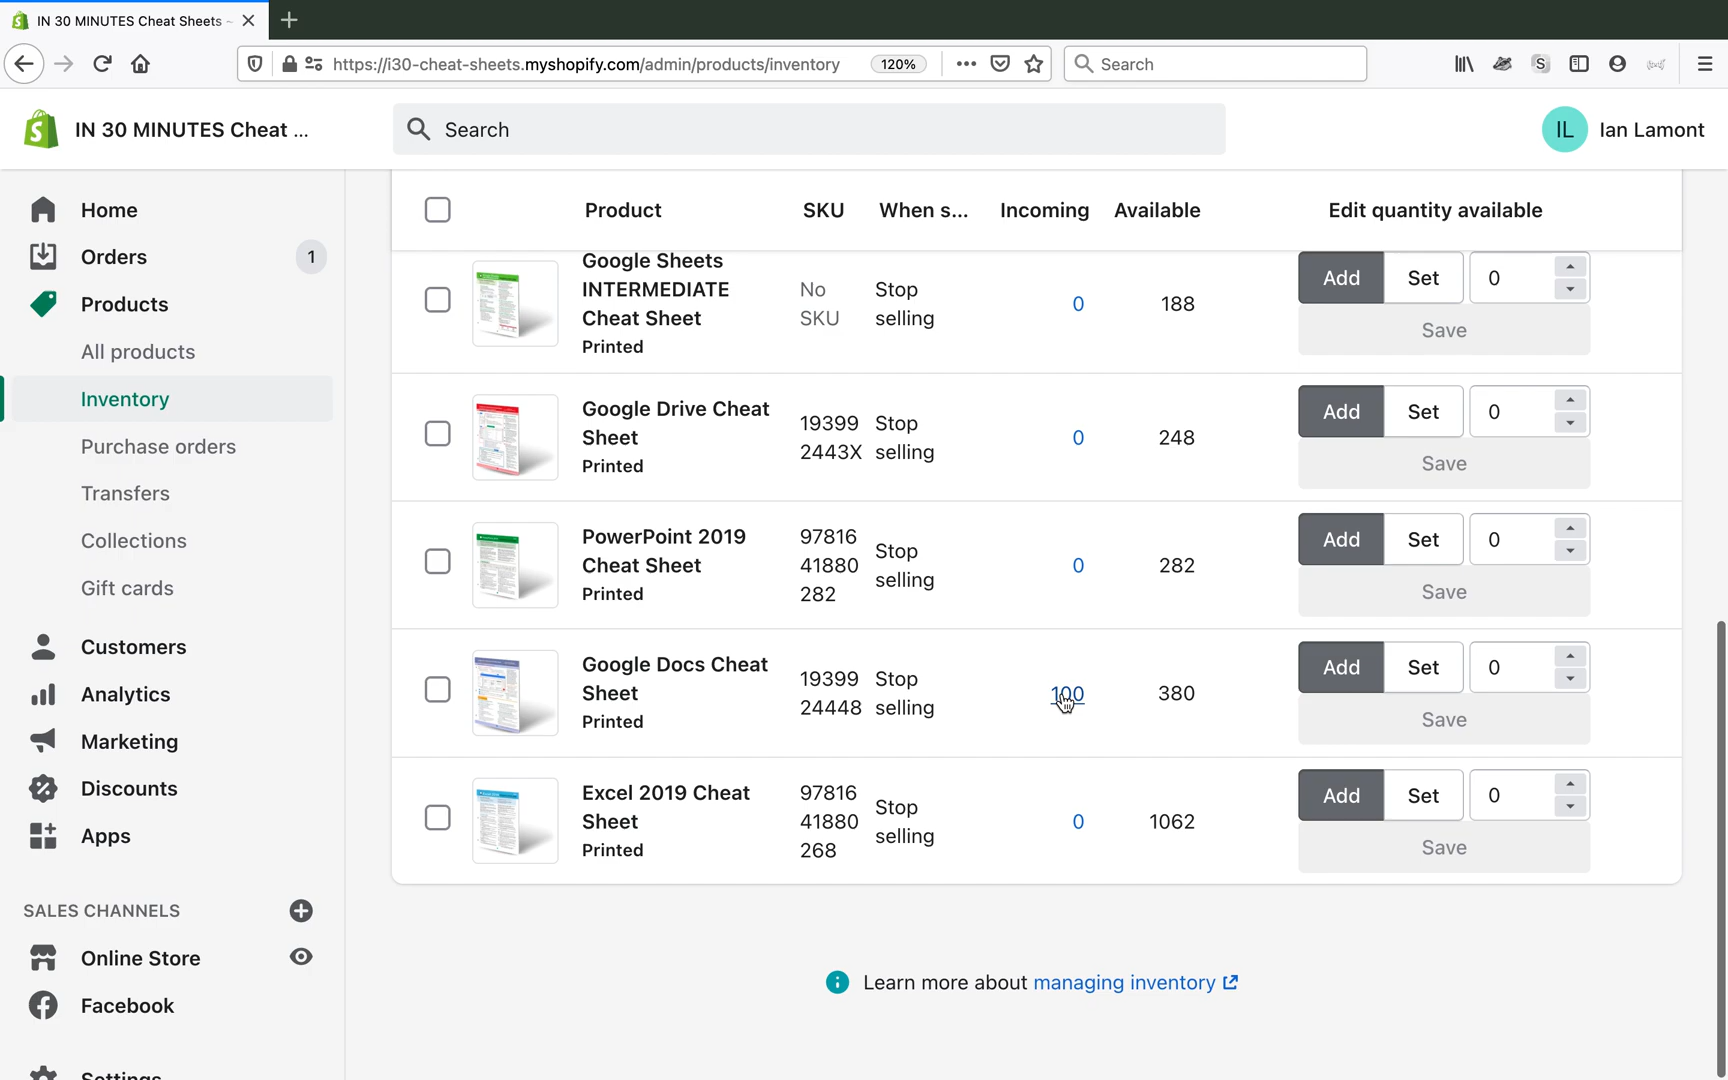 IN 30 MINUTES Cheat Sheets ~
https://i30-cheat-sheets.myshopify.com/admin/products/inventory
120%
Search
S
IN 30 MINUTES Cheat ...
Search
IL
Ian Lamont
Home
Orders
1
Products
All products
Inventory
Purchase orders
Transfers
Collections
Gift cards
Customers
Analytics
Marketing
Discounts
Apps
SALES CHANNELS
Online Store
Facebook
Settings
Product
SKU
When s...
Incoming
Available
Edit quantity available
Google Sheets
INTERMEDIATE
Cheat Sheet
Printed
No
SKU
Stop
selling
0
188
Add
Set
0
Save
Google Drive Cheat
Sheet
Printed
19399
2443X
Stop
selling
0
248
Add
Set
0
Save
PowerPoint 2019
Cheat Sheet
Printed
97816
41880
282
Stop
selling
0
282
Add
Set
0
Save
Google Docs Cheat
Sheet
Printed
19399
24448
Stop
selling
100
380
Add
Set
0
Save
Excel 2019 Cheat
Sheet
Printed
97816
41880
268
Stop
selling
0
1062
Add
Set
0
Save
Learn more about managing inventory